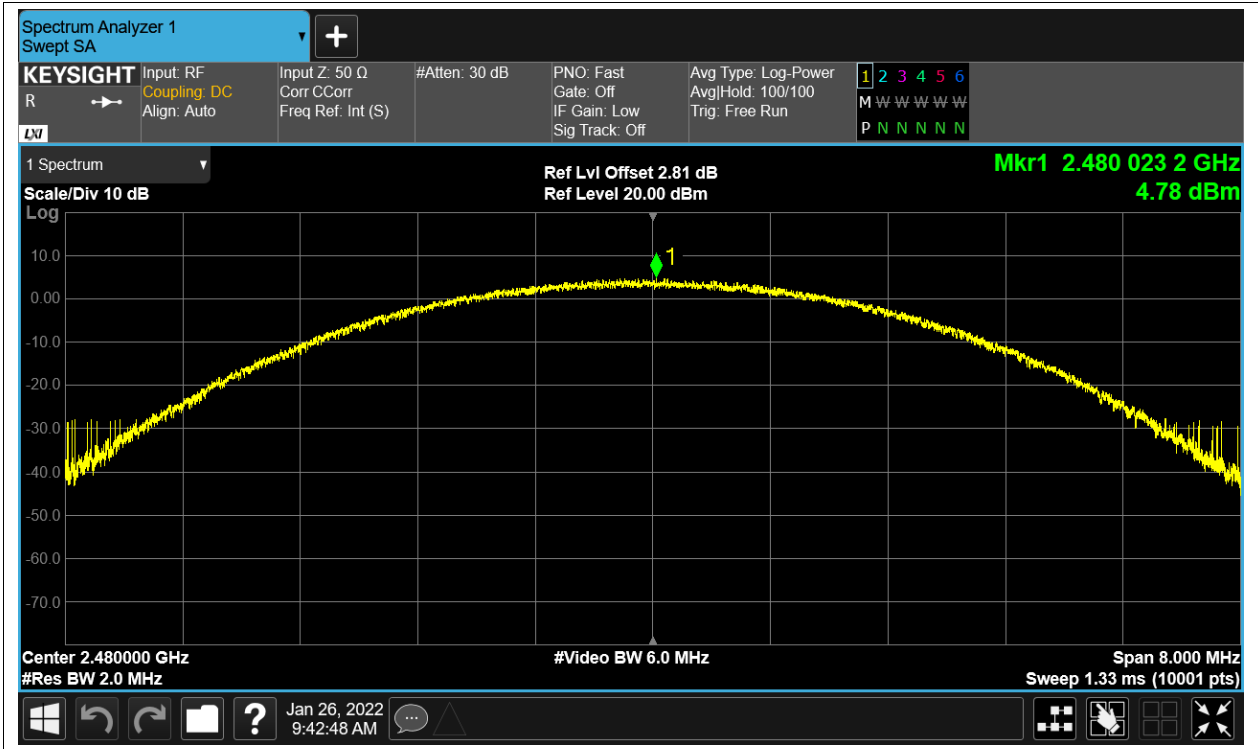 Spectrum Analyzer 1
Swept SA
KEYSIGHT
R
LXI
Input: RF
Coupling: DC
Align: Auto
Input Z: 50 Ω
Corr CCorr
Freq Ref: Int (S)
#Atten: 30 dB
PNO: Fast
Gate: Off
IF Gain: Low
Sig Track: Off
Avg Type: Log-Power
Avg|Hold: 100/100
Trig: Free Run
1 2 3 4 5 6
M W W W W W
P N N N N N
1 Spectrum
Scale/Div 10 dB
Log
Ref Lvl Offset 2.81 dB
Ref Level 20.00 dBm
Mkr1 2.480 023 2 GHz
4.78 dBm
1
10.0
0.00
-10.0
-20.0
-30.0
-40.0
-50.0
-60.0
-70.0
Center 2.480000 GHz
#Video BW 6.0 MHz
Span 8.000 MHz
#Res BW 2.0 MHz
Sweep 1.33 ms (10001 pts)
?
Jan 26, 2022
9:42:48 AM